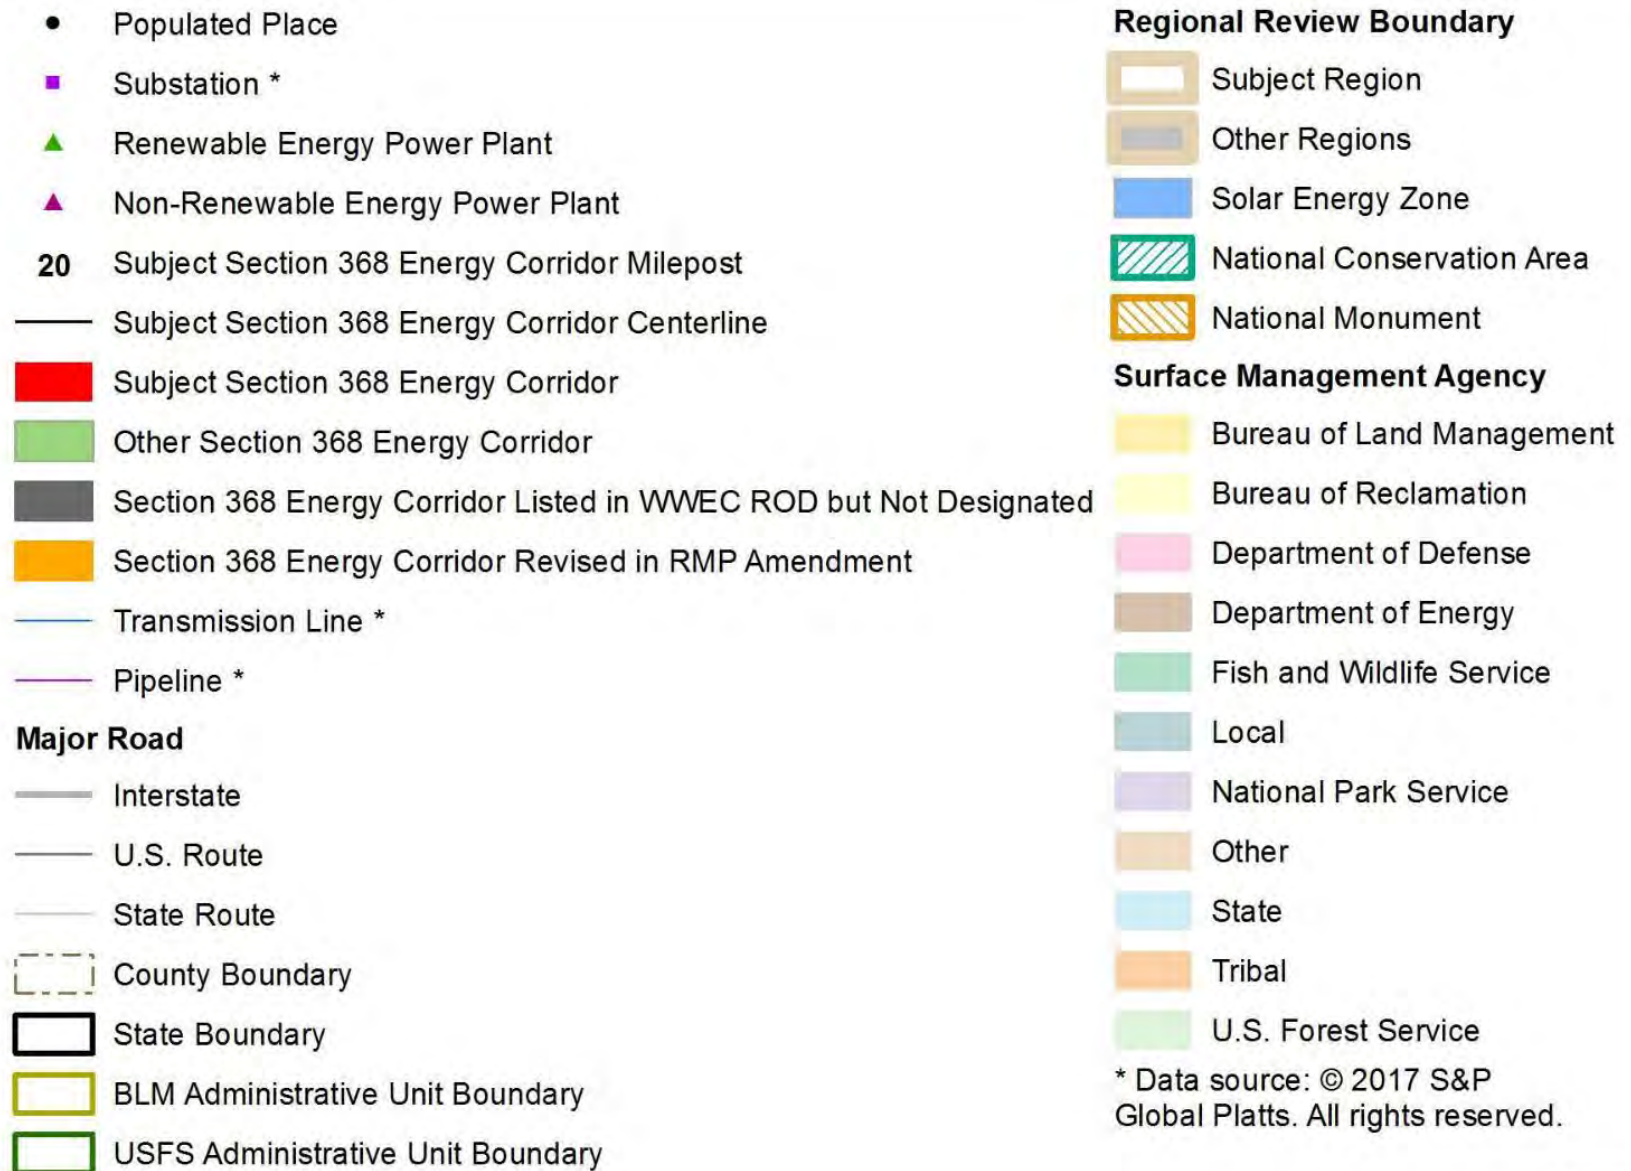 Populated Place
Substation *
Renewable Energy Power Plant
Non-Renewable Energy Power Plant
20 Subject Section 368 Energy Corridor Milepost
Subject Section 368 Energy Corridor Centerline
Subject Section 368 Energy Corridor
Other Section 368 Energy Corridor
Section 368 Energy Corridor Listed in WWEC ROD but Not Designated
Section 368 Energy Corridor Revised in RMP Amendment
Transmission Line *
Pipeline *
Major Road
Interstate
U.S. Route
State Route
County Boundary
State Boundary
BLM Administrative Unit Boundary
USFS Administrative Unit Boundary
Regional Review Boundary
Subject Region
Other Regions
Solar Energy Zone
National Conservation Area
National Monument
Surface Management Agency
Bureau of Land Management
Bureau of Reclamation
Department of Defense
Department of Energy
Fish and Wildlife Service
Local
National Park Service
Other
State
Tribal
U.S. Forest Service
* Data source: © 2017 S&P
Global Platts. All rights reserved.